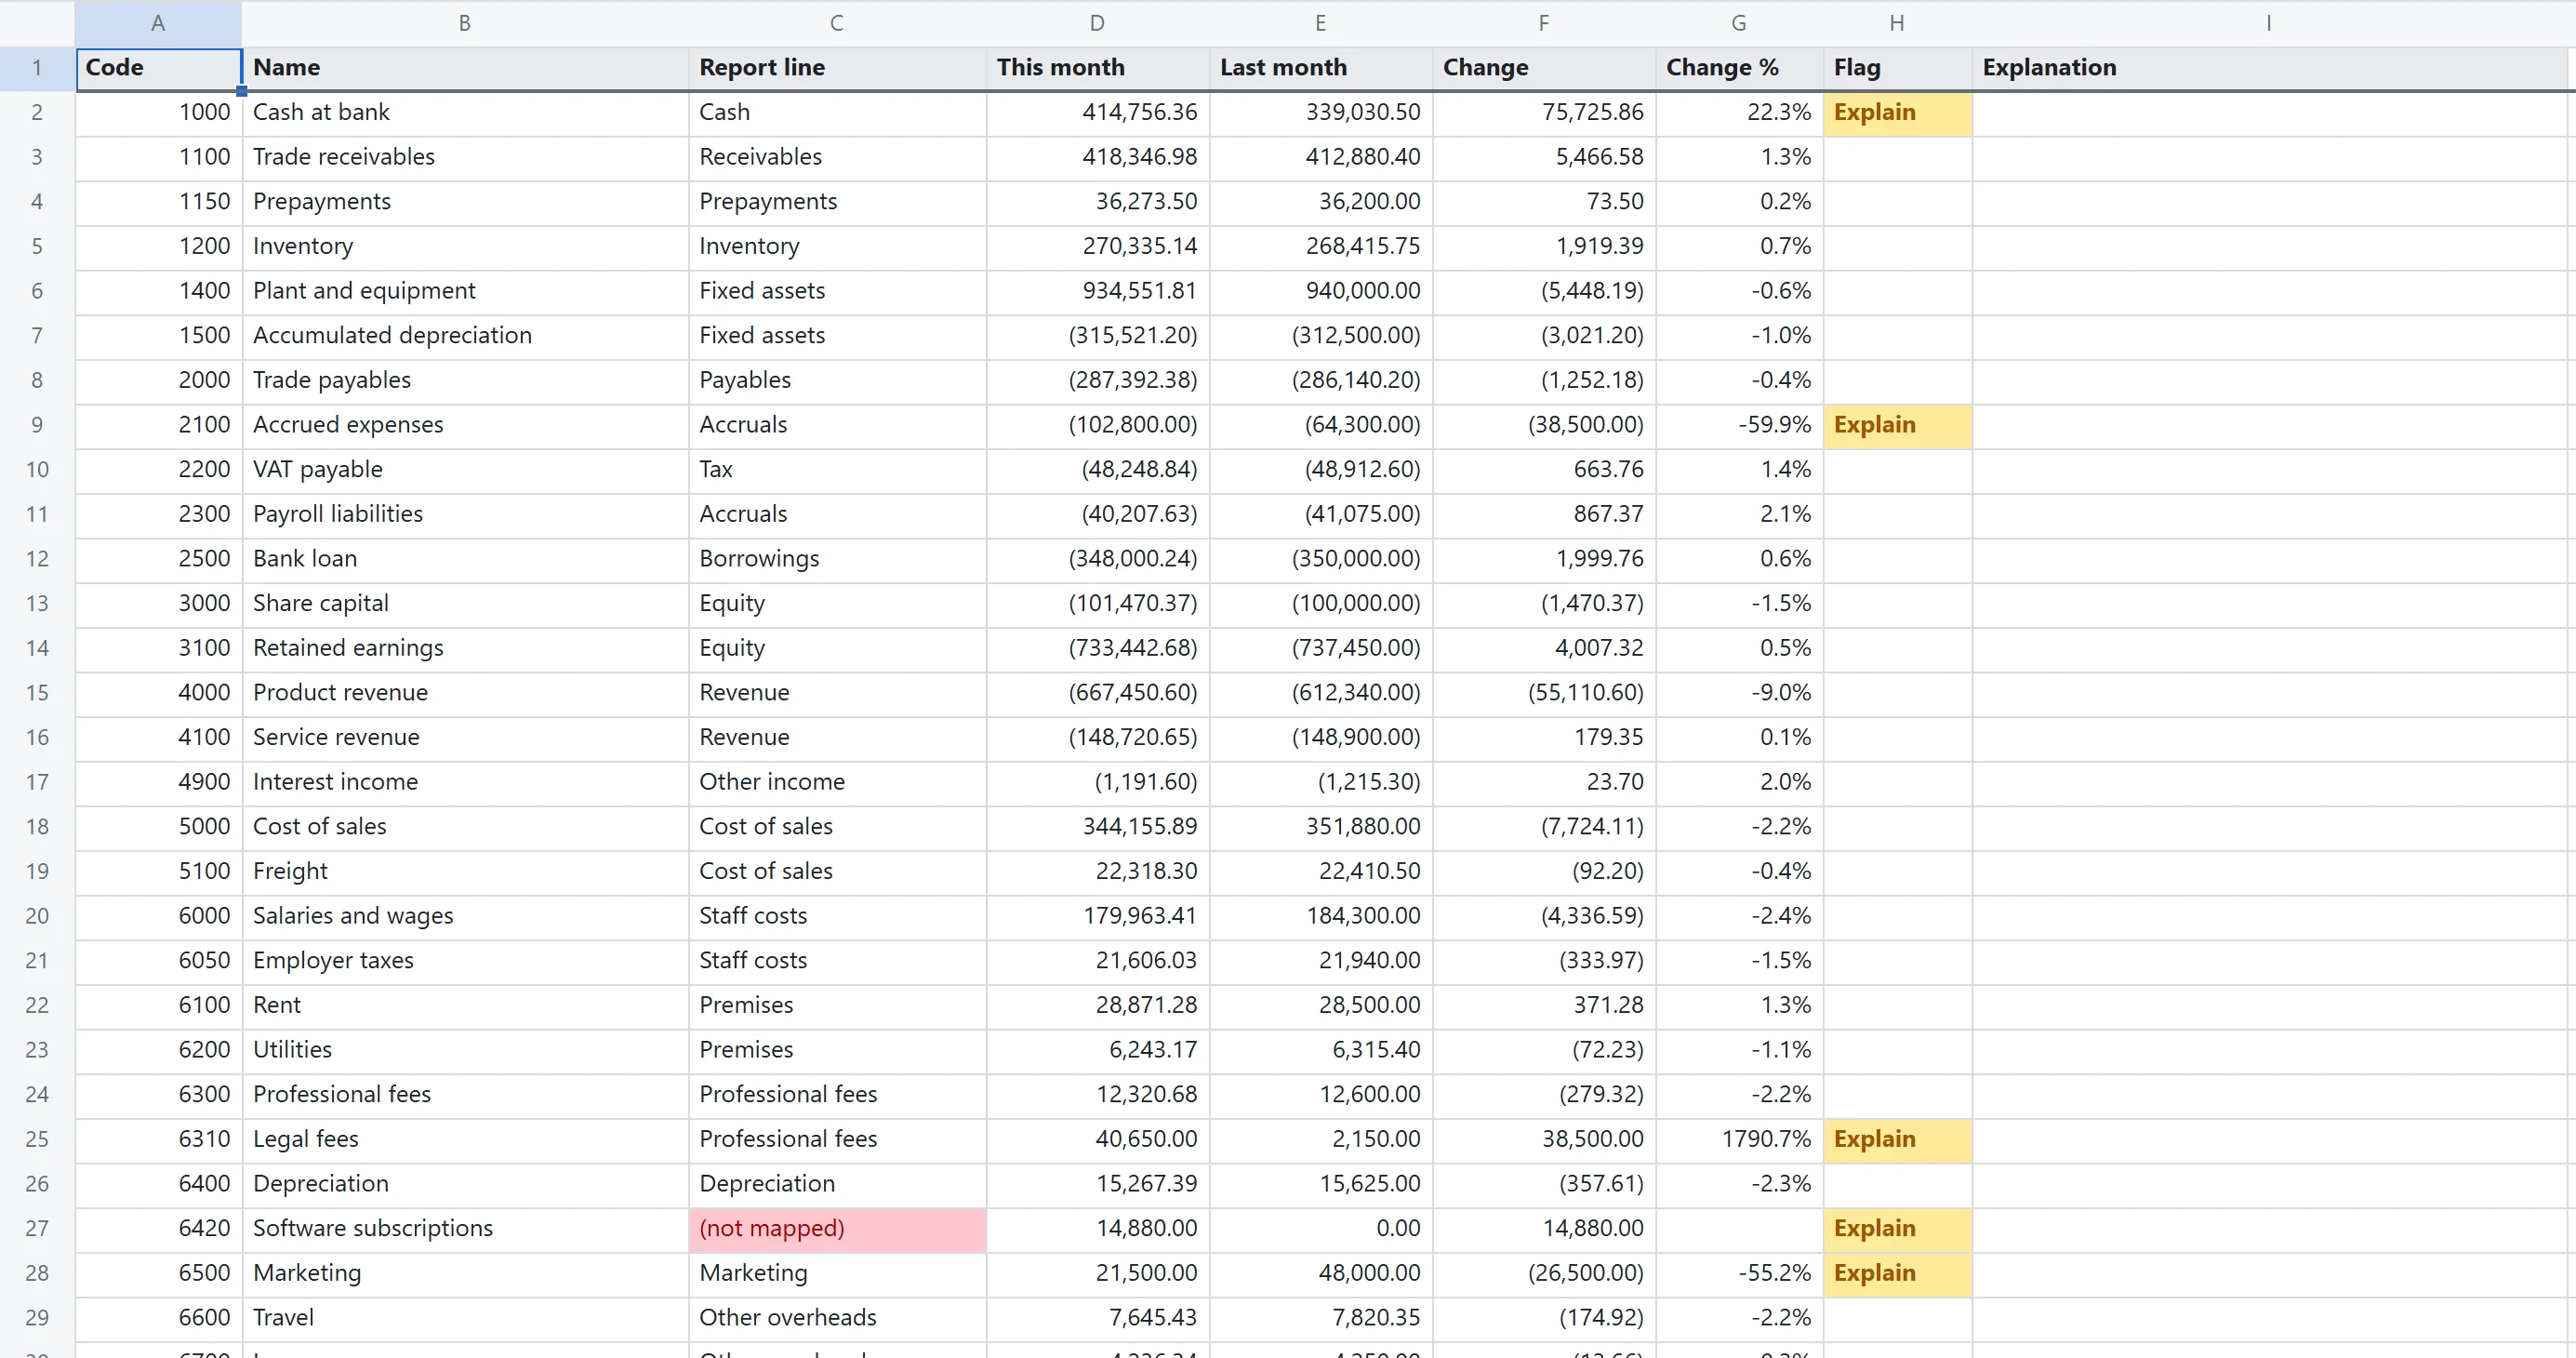 A B C D E F G H I
1 Code Name Report line This month Last month Change Change % Flag Explanation
2 1000 Cash at bank Cash 414,756.36 339,030.50 75,725.86 22.3% Explain
3 1100 Trade receivables Receivables 418,346.98 412,880.40 5,466.58 1.3%
4 1150 Prepayments Prepayments 36,273.50 36,200.00 73.50 0.2%
5 1200 Inventory Inventory 270,335.14 268,415.75 1,919.39 0.7%
6 1400 Plant and equipment Fixed assets 934,551.81 940,000.00 (5,448.19) -0.6%
7 1500 Accumulated depreciation Fixed assets (315,521.20) (312,500.00) (3,021.20) -1.0%
8 2000 Trade payables Payables (287,392.38) (286,140.20) (1,252.18) -0.4%
9 2100 Accrued expenses Accruals (102,800.00) (64,300.00) (38,500.00) -59.9% Explain
10 2200 VAT payable Tax (48,248.84) (48,912.60) 663.76 1.4%
11 2300 Payroll liabilities Accruals (40,207.63) (41,075.00) 867.37 2.1%
12 2500 Bank loan Borrowings (348,000.24) (350,000.00) 1,999.76 0.6%
13 3000 Share capital Equity (101,470.37) (100,000.00) (1,470.37) -1.5%
14 3100 Retained earnings Equity (733,442.68) (737,450.00) 4,007.32 0.5%
15 4000 Product revenue Revenue (667,450.60) (612,340.00) (55,110.60) -9.0%
16 4100 Service revenue Revenue (148,720.65) (148,900.00) 179.35 0.1%
17 4900 Interest income Other income (1,191.60) (1,215.30) 23.70 2.0%
18 5000 Cost of sales Cost of sales 344,155.89 351,880.00 (7,724.11) -2.2%
19 5100 Freight Cost of sales 22,318.30 22,410.50 (92.20) -0.4%
20 6000 Salaries and wages Staff costs 179,963.41 184,300.00 (4,336.59) -2.4%
21 6050 Employer taxes Staff costs 21,606.03 21,940.00 (333.97) -1.5%
22 6100 Rent Premises 28,871.28 28,500.00 371.28 1.3%
23 6200 Utilities Premises 6,243.17 6,315.40 (72.23) -1.1%
24 6300 Professional fees Professional fees 12,320.68 12,600.00 (279.32) -2.2%
25 6310 Legal fees Professional fees 40,650.00 2,150.00 38,500.00 1790.7% Explain
26 6400 Depreciation Depreciation 15,267.39 15,625.00 (357.61) -2.3%
27 6420 Software subscriptions (not mapped) 14,880.00 0.00 14,880.00 Explain
28 6500 Marketing Marketing 21,500.00 48,000.00 (26,500.00) -55.2% Explain
29 6600 Travel Other overheads 7,645.43 7,820.35 (174.92) -2.2%